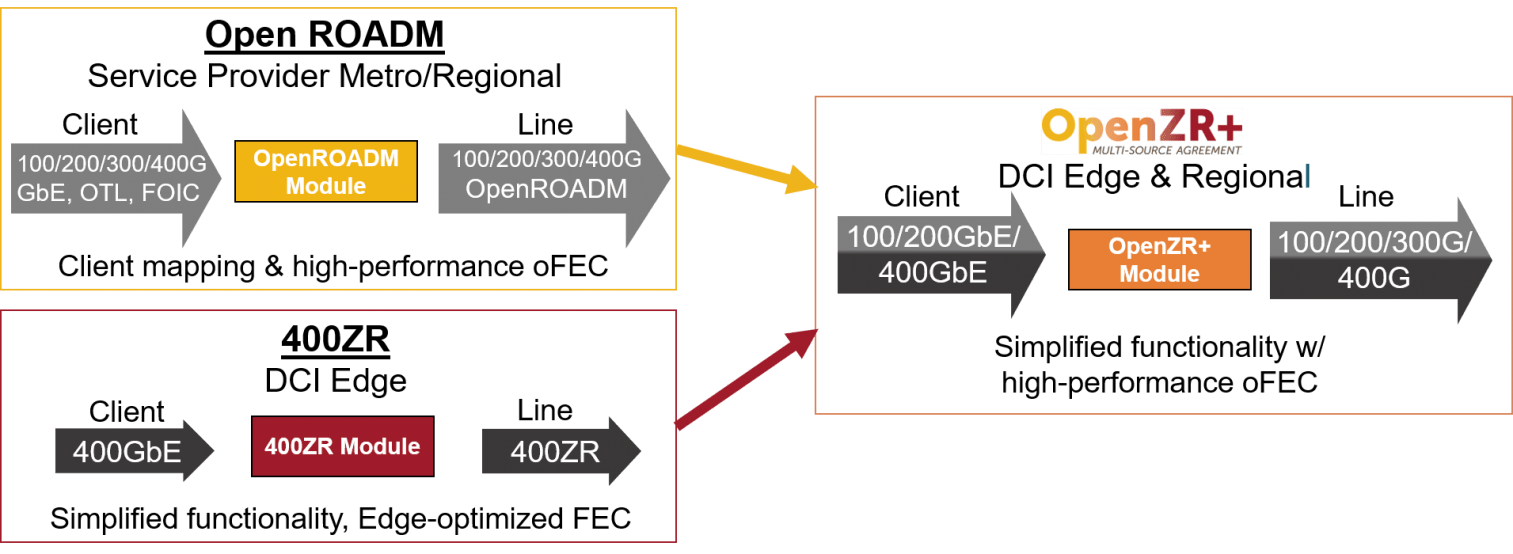 Open ROADM
Service Provider Metro/Regional
Client
100/200/300/400G
GbE, OTL, FOIC
OpenROADM
Module
Line
100/200/300/400G
OpenROADM
Client mapping & high-performance oFEC
400ZR
DCI Edge
Client
400GbE
400ZR Module
Line
400ZR
Simplified functionality, Edge-optimized FEC
OpenZR+
MULTI-SOURCE AGREEMENT
DCI Edge & Regional
Client
100/200GbE/
400GbE
OpenZR+
Module
Line
100/200/300G/
400G
Simplified functionality w/
high-performance oFEC